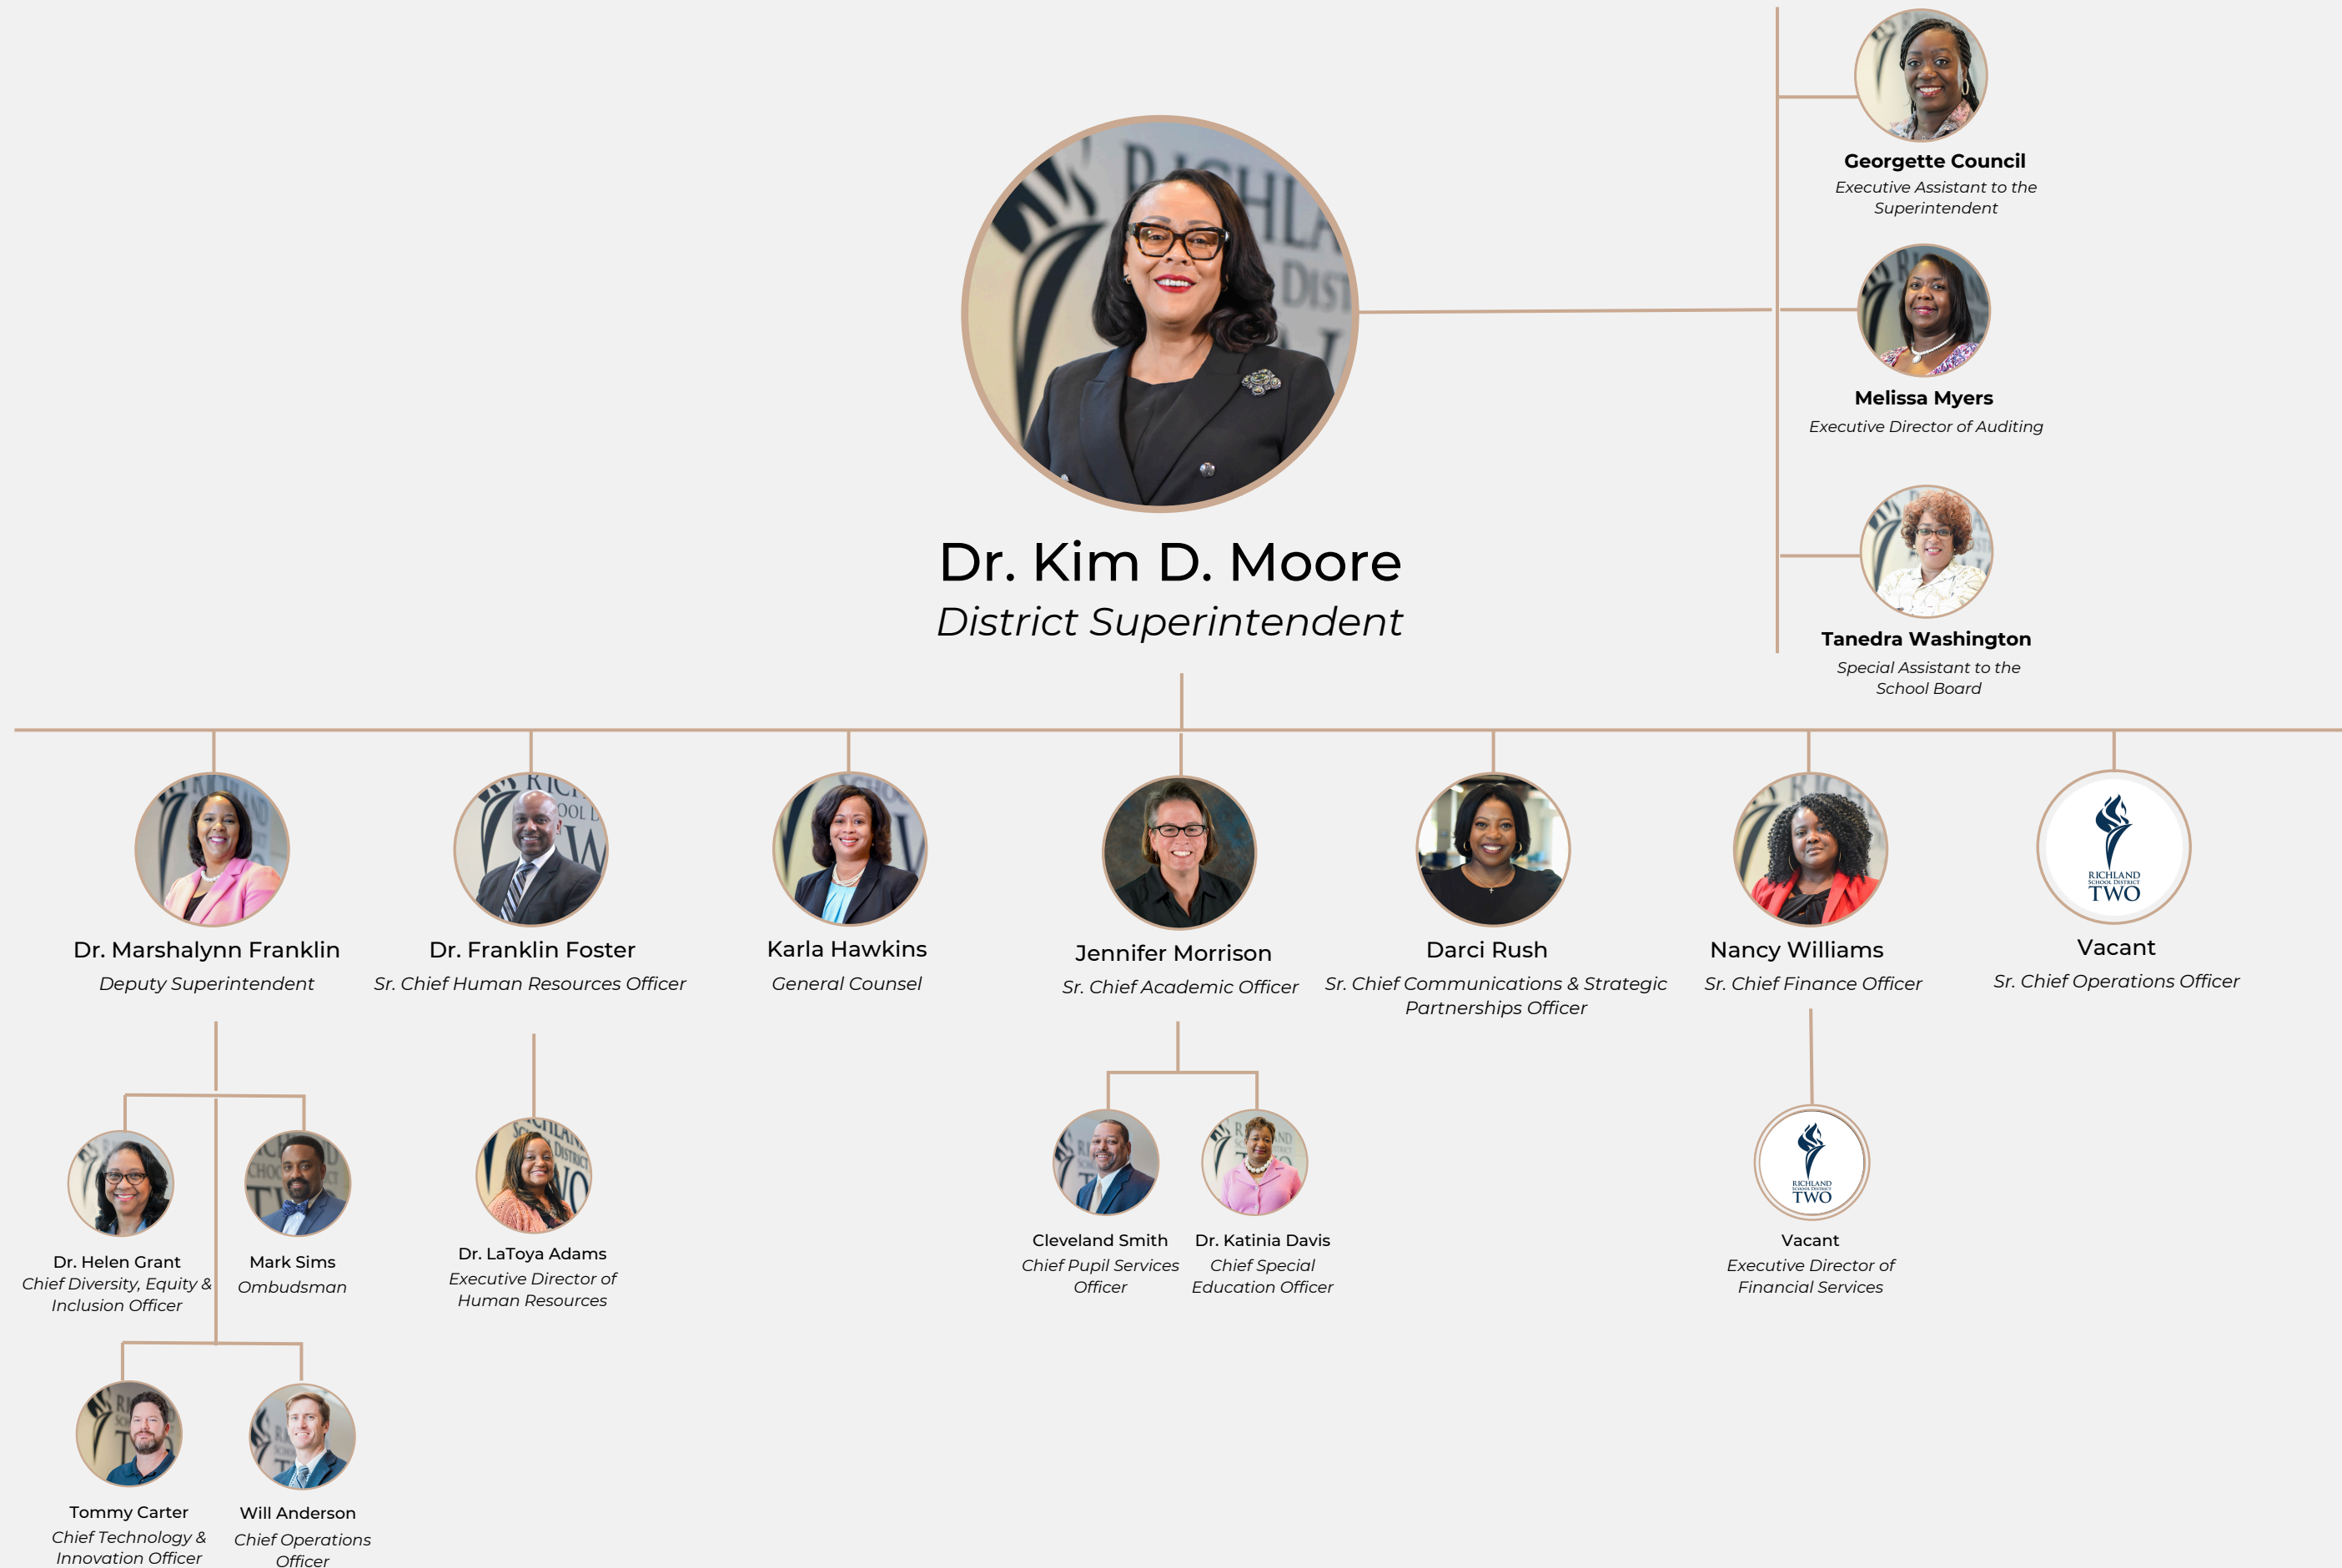 Georgette Council
Executive Assistant to the
Superintendent
Melissa Myers
Executive Director of Auditing
Tanedra Washington
Special Assistant to the
School Board
Dr. Kim D. Moore
District Superintendent
Dr. Marshalynn Franklin
Deputy Superintendent
Dr. Franklin Foster
Sr. Chief Human Resources Officer
Karla Hawkins
General Counsel
Jennifer Morrison
Sr. Chief Academic Officer
Darci Rush
Sr. Chief Communications & Strategic
Partnerships Officer
Nancy Williams
Sr. Chief Finance Officer
RICHLAND
SCHOOL DISTRICT
TWO
Vacant
Sr. Chief Operations Officer
Dr. Helen Grant
Chief Diversity, Equity &
Inclusion Officer
Mark Sims
Ombudsman
Dr. LaToya Adams
Executive Director of
Human Resources
Cleveland Smith
Chief Pupil Services
Officer
Dr. Katinia Davis
Chief Special
Education Officer
RICHLAND
SCHOOL DISTRICT
TWO
Vacant
Executive Director of
Financial Services
Tommy Carter
Chief Technology &
Innovation Officer
Will Anderson
Chief Operations
Officer